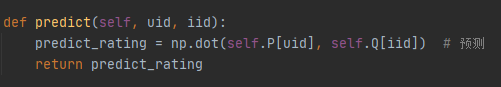 def predict(self, uid, iid):
    predict_rating = np.dot(self.P[uid], self.Q[iid])  # 预测
    return predict_rating